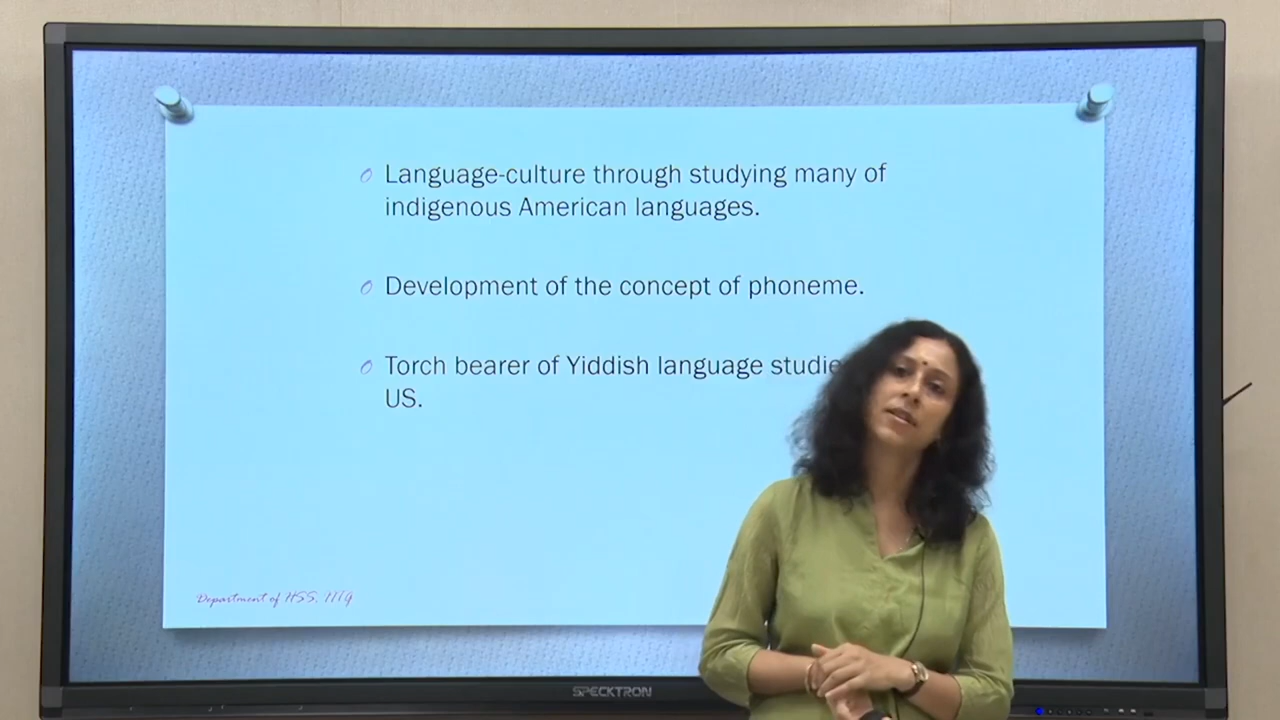 Language-culture through studying many of
indigenous American languages.
Development of the concept of phoneme.
Torch bearer of Yiddish language
US.
Department of HSS, IITG
SPECKTRON